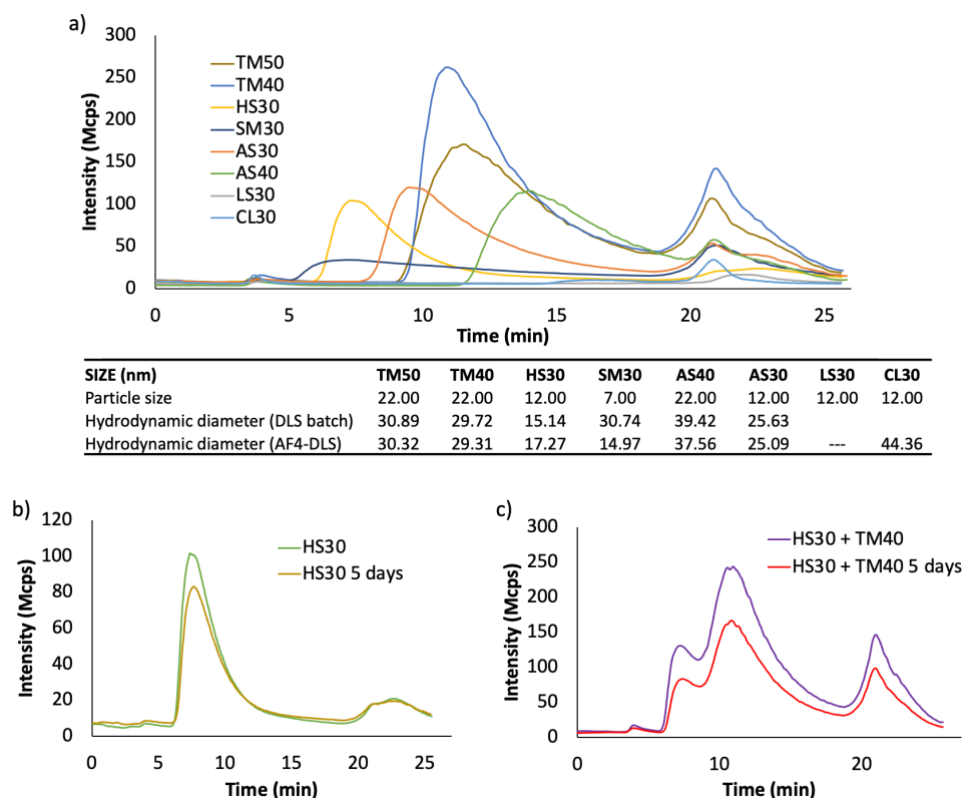 a)
300
250
200
150
100
50
0
Intensity (Mcps)
TM50
TM40
HS30
SM30
AS30
AS40
LS30
CL30
0 5 10 15 20 25
Time (min)
SIZE (nm) TM50 TM40 HS30 SM30 AS40 AS30 LS30 CL30
Particle size 22.00 22.00 12.00 7.00 22.00 12.00 12.00 12.00
Hydrodynamic diameter (DLS batch) 30.89 29.72 15.14 30.74 39.42 25.63
Hydrodynamic diameter (AF4-DLS) 30.32 29.31 17.27 14.97 37.56 25.09 --- 44.36
b)
120
100
80
60
40
20
0
Intensity (Mcps)
HS30
HS30 5 days
0 5 10 15 20 25
Time (min)
c)
300
250
200
150
100
50
0
Intensity (Mcps)
HS30 + TM40
HS30 + TM40 5 days
0 10 20
Time (min)